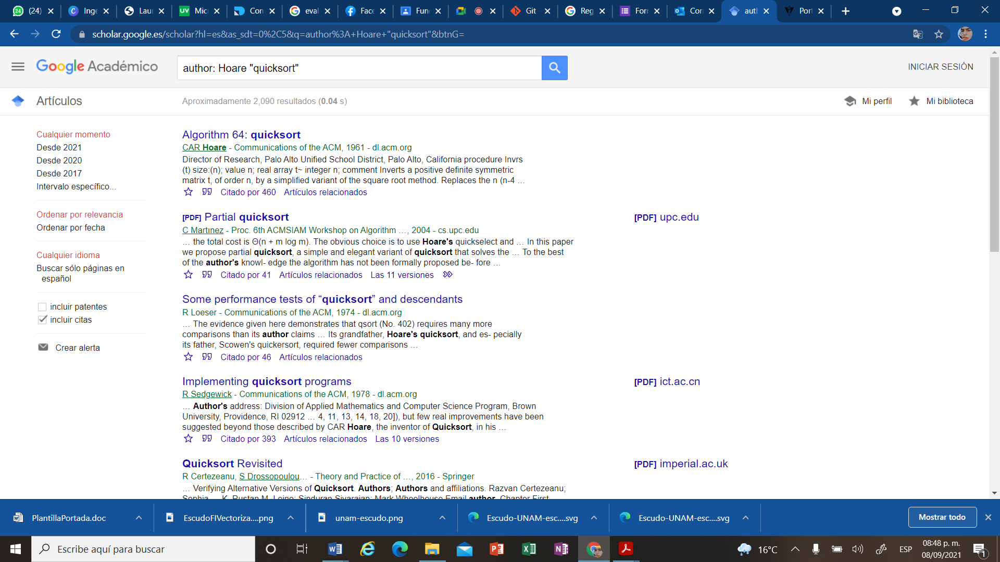 (24)
Inge
Laur
UV Micr
Con
eval
Face
Func
Git -
Reg
Forr
Cor
auth
Port
scholar.google.es/scholar?hl=es&as_sdt=0%2C5&q=author%3A+Hoare+"quicksort"&btnG=
Google Académico
author: Hoare "quicksort"
INICIAR SESIÓN
Artículos
Aproximadamente 2,090 resultados (0.04 s)
Mi perfil
Mi biblioteca
Cualquier momento
Desde 2021
Desde 2020
Desde 2017
Intervalo específico...
Ordenar por relevancia
Ordenar por fecha
Cualquier idioma
Buscar sólo páginas en
español
incluir patentes
incluir citas
Crear alerta
Algorithm 64: quicksort
CAR Hoare - Communications of the ACM, 1961 - dl.acm.org
Director of Research, Palo Alto Unified School District, Palo Alto, California procedure Invrs
(t) size:(n); value n; real array t~ integer n; comment Inverts a positive definite symmetric
matrix t, of order n, by a simplified variant of the square root method. Replaces the n (n-4 …
Citado por 460 Artículos relacionados
[PDF] Partial quicksort
[PDF] upc.edu
C Martınez - Proc. 6th ACMSIAM Workshop on Algorithm …, 2004 - cs.upc.edu
… the total cost is Θ(n + m log m). The obvious choice is to use Hoare's quickselect and … In this paper
we propose partial quicksort, a simple and elegant variant of quicksort that solves the … To the best
of the author's knowl- edge the algorithm has not been formally proposed be- fore …
Citado por 41 Artículos relacionados Las 11 versiones
Some performance tests of “quicksort” and descendants
R Loeser - Communications of the ACM, 1974 - dl.acm.org
… The evidence given here demonstrates that qsort (No. 402) requires many more
comparisons than its author claims … Its grandfather, Hoare's quicksort, and es- pecially
its father, Scowen's quickersort, required fewer comparisons …
Citado por 46 Artículos relacionados
Implementing quicksort programs
[PDF] ict.ac.cn
R Sedgewick - Communications of the ACM, 1978 - dl.acm.org
… Author's address: Division of Applied Mathematics and Computer Science Program, Brown
University, Providence, RI 02912 … 4, 11, 13, 14, 18, 20]), but few real improvements have been
suggested beyond those described by CAR Hoare, the inventor of Quicksort, in his …
Citado por 393 Artículos relacionados Las 10 versiones
Quicksort Revisited
[PDF] imperial.ac.uk
R Certezeanu, S Drossopoulou… - Theory and Practice of …, 2016 - Springer
… Verifying Alternative Versions of Quicksort. Authors; Authors and affiliations. Razvan Certezeanu;
Sophia … K. Rustan M. Leino; Sinduran Sivarajan; Mark Wheelhouse Email author. Chapter First
PlantillaPortada.doc
EscudoFIVectoriza....png
unam-escudo.png
Escudo-UNAM-esc....svg
Escudo-UNAM-esc....svg
Mostrar todo
Escribe aquí para buscar
16°C
ESP
08:48 p. m.
08/09/2021
1